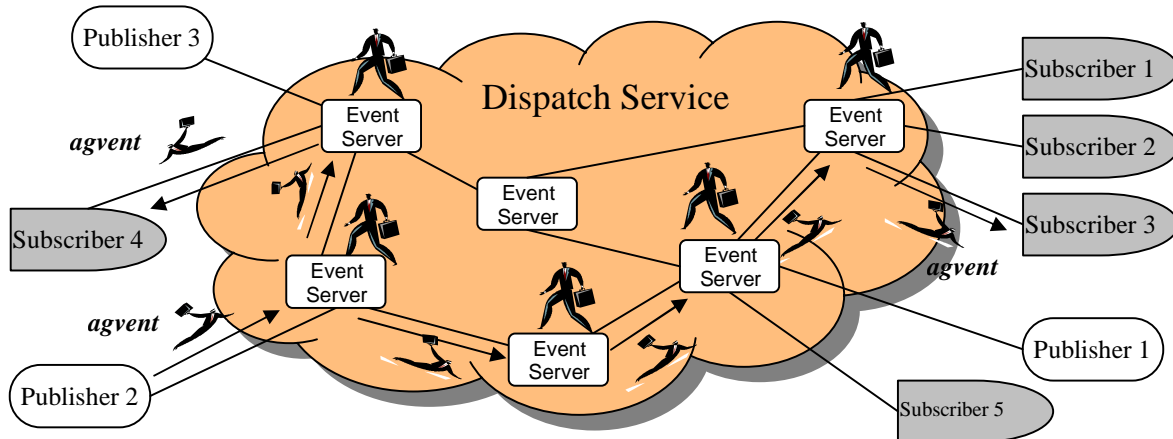 Publisher 3
Subscriber 1
Dispatch Service
Event
Server
Event
Server
agvent
Subscriber 2
Event
Server
Subscriber 4
Subscriber 3
Event
Server
Event
Server
agvent
agvent
Event
Server
Publisher 1
Publisher 2
Subscriber 5